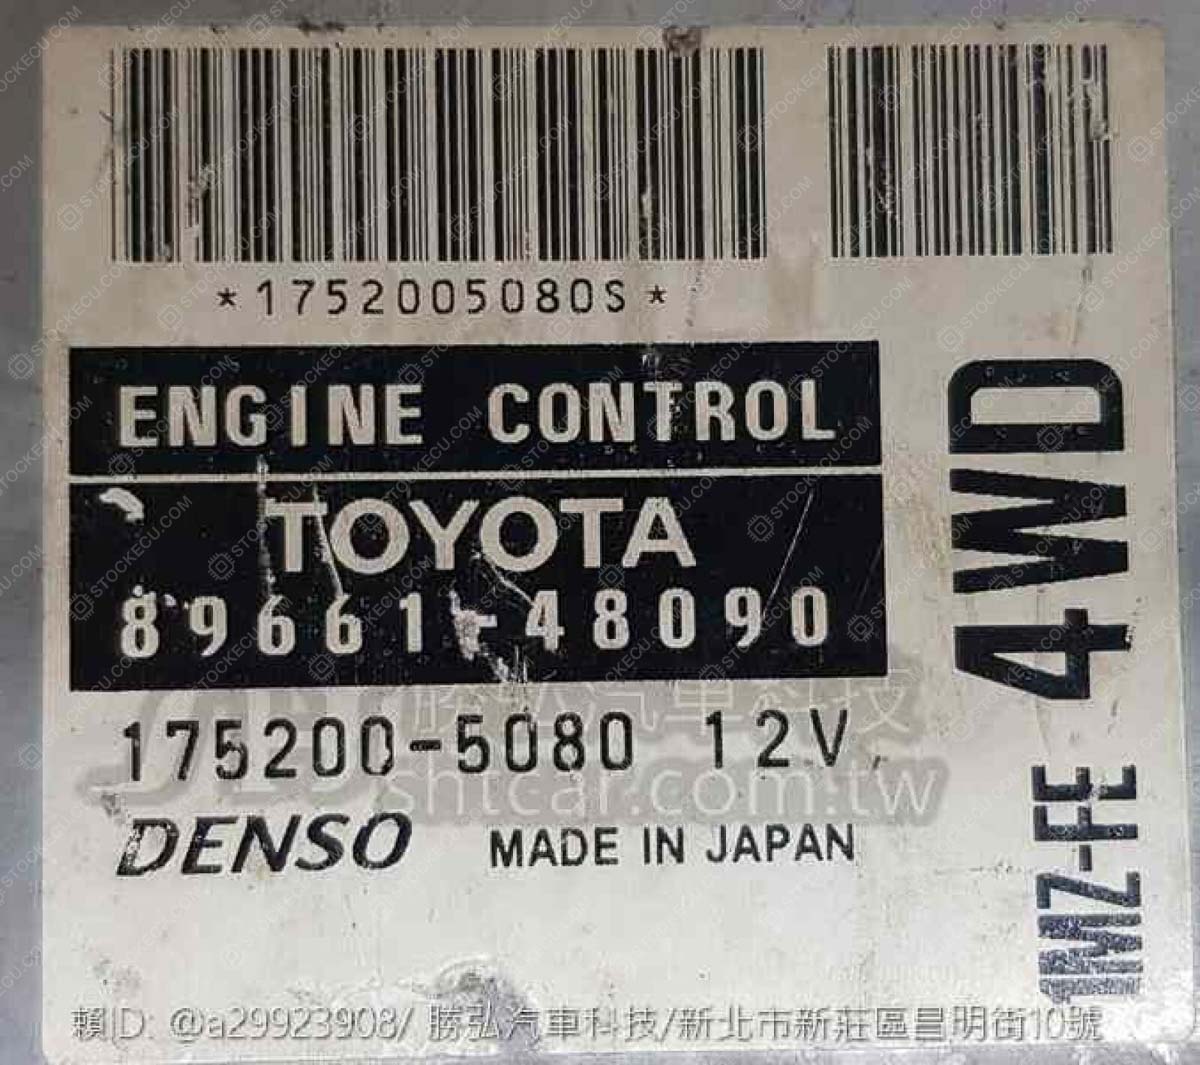 *1752005080S*
ENGINE CONTROL
TOYOTA
89661-48090
175200-5080 12V
DENSO MADE IN JAPAN
4WD
1MZ-FE
勝弘汽車科技
shtcar.com.tw
賴ID: @a29923908/ 勝弘汽車科技/新北市新莊區昌明街10號
STOCKECU.COM